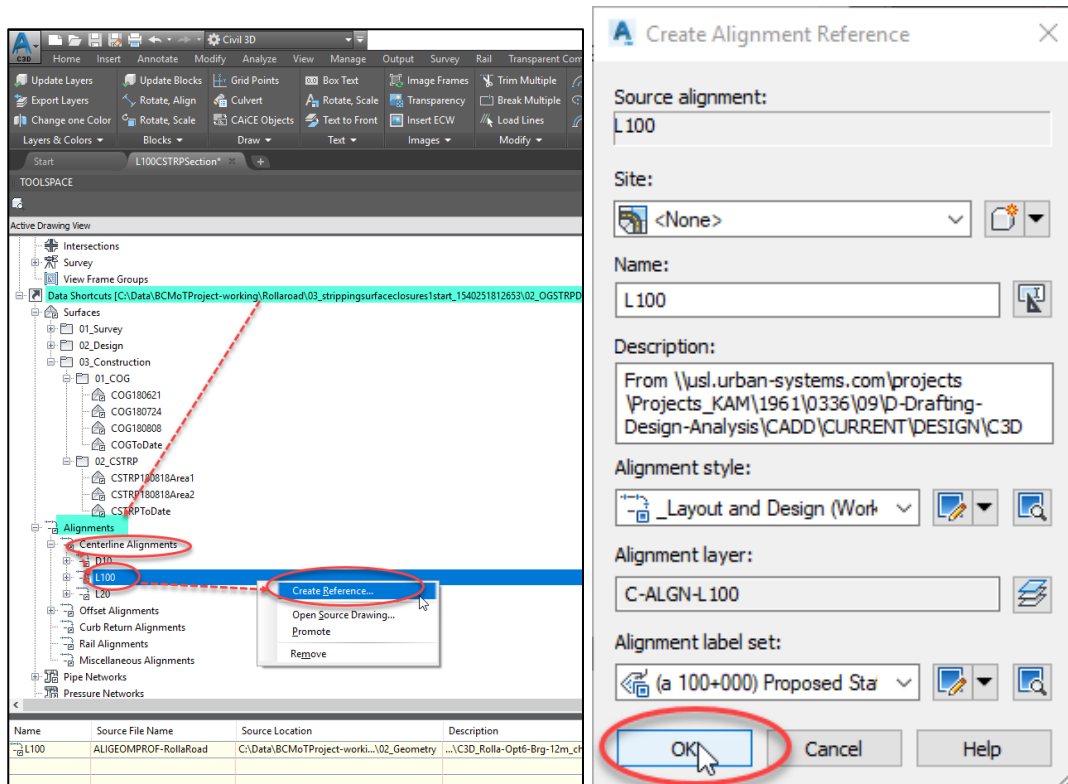 C3D
Civil 3D
Home Insert Annotate Modify Analyze View Manage Output Survey Rail Transparent Com
Update Layers Update Blocks Grid Points Box Text Image Frames Trim Multiple
Export Layers Rotate, Align Culvert Rotate, Scale Transparency Break Multiple
Change one Color Rotate, Scale CAiCE Objects Text to Front Insert ECW Load Lines
Layers & Colors Blocks Draw Text Images Modify
Start L100CSTRPSection*
TOOLSPACE
Active Drawing View
Intersections
Survey
View Frame Groups
Data Shortcuts [C:\Data\BCMoTProject-working\Rollaroad\03_strippingsurfaceclosures1start_1540251812653\02_OGSTRPD
Surfaces
01_Survey
02_Design
03_Construction
01_COG
COG180621
COG180724
COG180808
COGToDate
02_CSTRP
CSTRP180818Area1
CSTRP180818Area2
CSTRPToDate
Alignments
Centerline Alignments
D10
L100
L20
Offset Alignments
Curb Return Alignments
Rail Alignments
Miscellaneous Alignments
Pipe Networks
Pressure Networks
Create Reference...
Open Source Drawing...
Promote
Remove
Name Source File Name Source Location Description
L100 ALIGEOMPROF-RollaRoad C:\Data\BCMoTProject-worki...\02_Geometry ...\C3D_Rolla-Opt6-Brg-12m_ch
Create Alignment Reference
Source alignment:
L100
Site:
<None>
Name:
L100
Description:
From \\usl.urban-systems.com\projects
\Projects_KAM\1961\0336\09\D-Drafting-
Design-Analysis\CADD\CURRENT\DESIGN\C3D
Alignment style:
_Layout and Design (Work
Alignment layer:
C-ALGN-L100
Alignment label set:
(a 100+000) Proposed Sta
OK Cancel Help